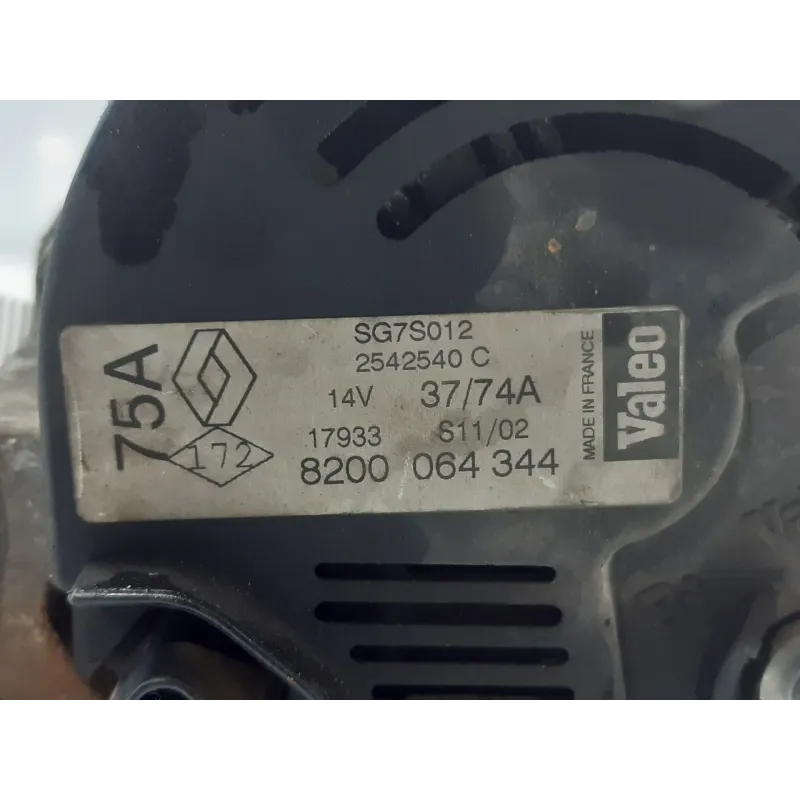 75A
172
SG7S012
2542540 C
14V 37/74A
17933 S11/02
8200 064 344
MADE IN FRANCE
Valeo